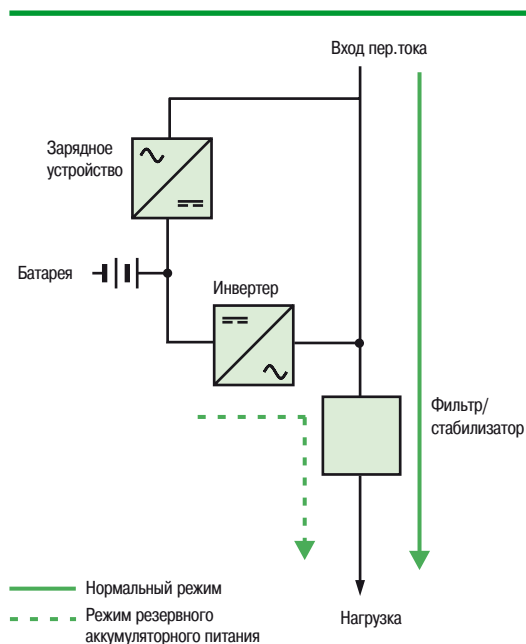 Вход пер.тока
Зарядное
устройство
Батарея
Инвертер
Фильтр/
стабилизатор
Нормальный режим
Режим резервного
аккумуляторного питания
Нагрузка